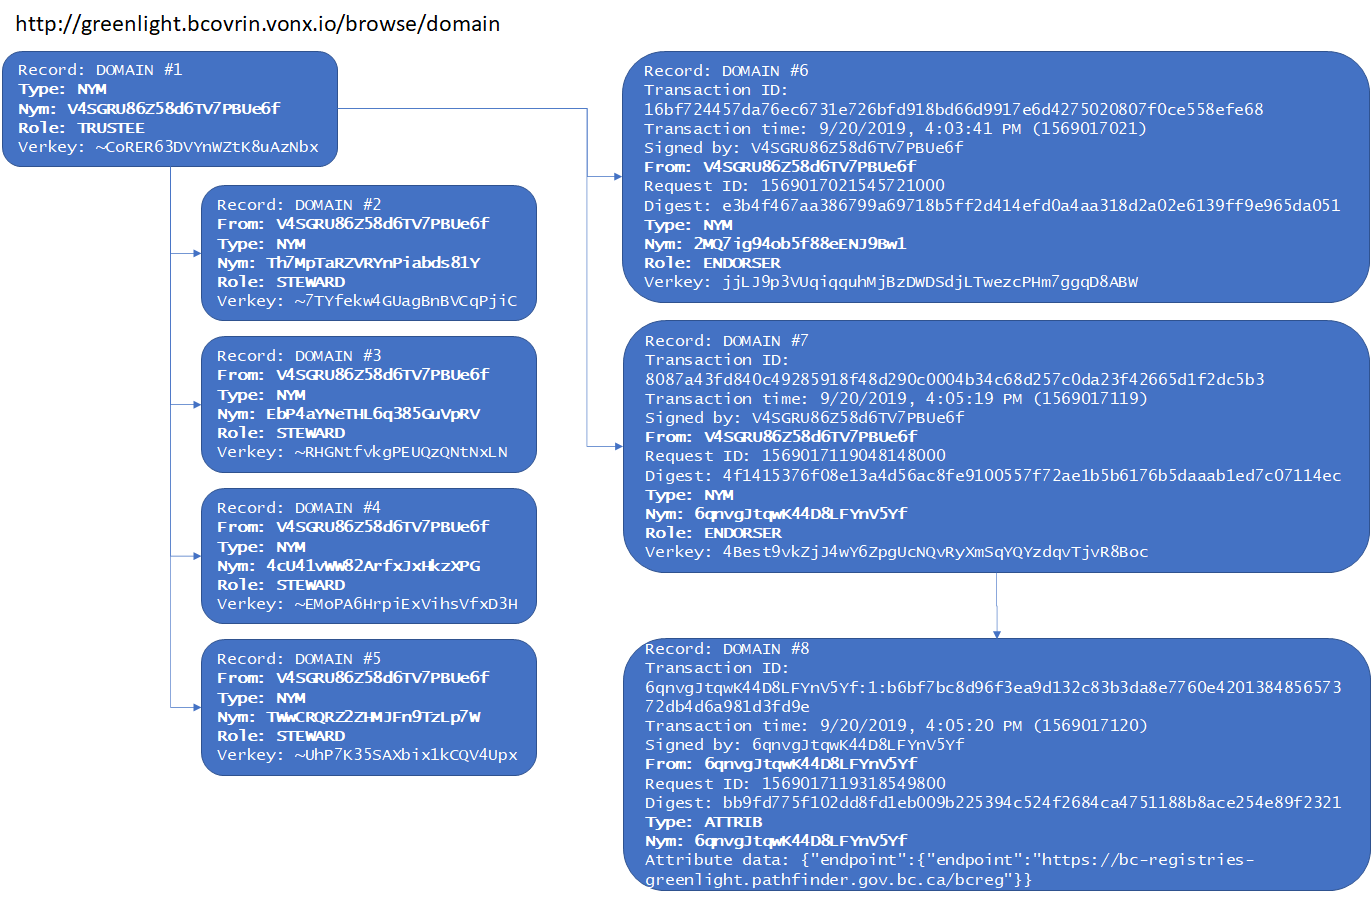 http://greenlight.bcovrin.vonx.io/browse/domain
Record: DOMAIN #1
Type: NYM
Nym: V4SGRU86Z58d6TV7PBUe6f
Role: TRUSTEE
Verkey: ~CoRER63DVYnWZtK8uAzNbx
Record: DOMAIN #2
From: V4SGRU86Z58d6TV7PBUe6f
Type: NYM
Nym: Th7MpTaRZVRYnPiabds81Y
Role: STEWARD
Verkey: ~7TYfekw4GUagBnBVCqPjiC
Record: DOMAIN #3
From: V4SGRU86Z58d6TV7PBUe6f
Type: NYM
Nym: EbP4aYNeTHL6q385GuVpRV
Role: STEWARD
Verkey: ~RHGNtfvkgPEUQzQNtNxLN
Record: DOMAIN #4
From: V4SGRU86Z58d6TV7PBUe6f
Type: NYM
Nym: 4cU41vWW82ArfxJxHkzXPG
Role: STEWARD
Verkey: ~EMoPA6HrpiExVihsVfxD3H
Record: DOMAIN #5
From: V4SGRU86Z58d6TV7PBUe6f
Type: NYM
Nym: TWwCRQRZ2ZHMJFn9TzLp7W
Role: STEWARD
Verkey: ~UhP7K35SAXbix1kCQV4Upx
Record: DOMAIN #6
Transaction ID:
16bf724457da76ec6731e726bfd918bd66d9917e6d4275020807f0ce558efe68
Transaction time: 9/20/2019, 4:03:41 PM (1569017021)
Signed by: V4SGRU86Z58d6TV7PBUe6f
From: V4SGRU86Z58d6TV7PBUe6f
Request ID: 1569017021545721000
Digest: e3b4f467aa386799a69718b5ff2d414efd0a4aa318d2a02e6139ff9e965da051
Type: NYM
Nym: 2MQ7ig94ob5f88eENJ9Bw1
Role: ENDORSER
Verkey: jjLJ9p3VUqiqquhMjBzDWDSdjLTwezcPHm7ggqD8ABW
Record: DOMAIN #7
Transaction ID:
8087a43fd840c49285918f48d290c0004b34c68d257c0da23f42665d1f2dc5b3
Transaction time: 9/20/2019, 4:05:19 PM (1569017119)
Signed by: V4SGRU86Z58d6TV7PBUe6f
From: V4SGRU86Z58d6TV7PBUe6f
Request ID: 1569017119048148000
Digest: 4f1415376f08e13a4d56ac8fe9100557f72ae1b5b6176b5daaab1ed7c07114ec
Type: NYM
Nym: 6qnvgJtqwK44D8LFYnV5Yf
Role: ENDORSER
Verkey: 4Best9vkZjJ4wY6ZpgUcNQvRyXmSqYQYzdqvTjvR8Boc
Record: DOMAIN #8
Transaction ID:
6qnvgJtqwK44D8LFYnV5Yf:1:b6bf7bc8d96f3ea9d132c83b3da8e7760e4201384856573
72db4d6a981d3fd9e
Transaction time: 9/20/2019, 4:05:20 PM (1569017120)
Signed by: 6qnvgJtqwK44D8LFYnV5Yf
From: 6qnvgJtqwK44D8LFYnV5Yf
Request ID: 1569017119318549800
Digest: bb9fd775f102dd8fd1eb009b225394c524f2684ca4751188b8ace254e89f2321
Type: ATTRIB
Nym: 6qnvgJtqwK44D8LFYnV5Yf
Attribute data: {"endpoint":{"endpoint":"https://bc-registries-
greenlight.pathfinder.gov.bc.ca/bcreg"}}